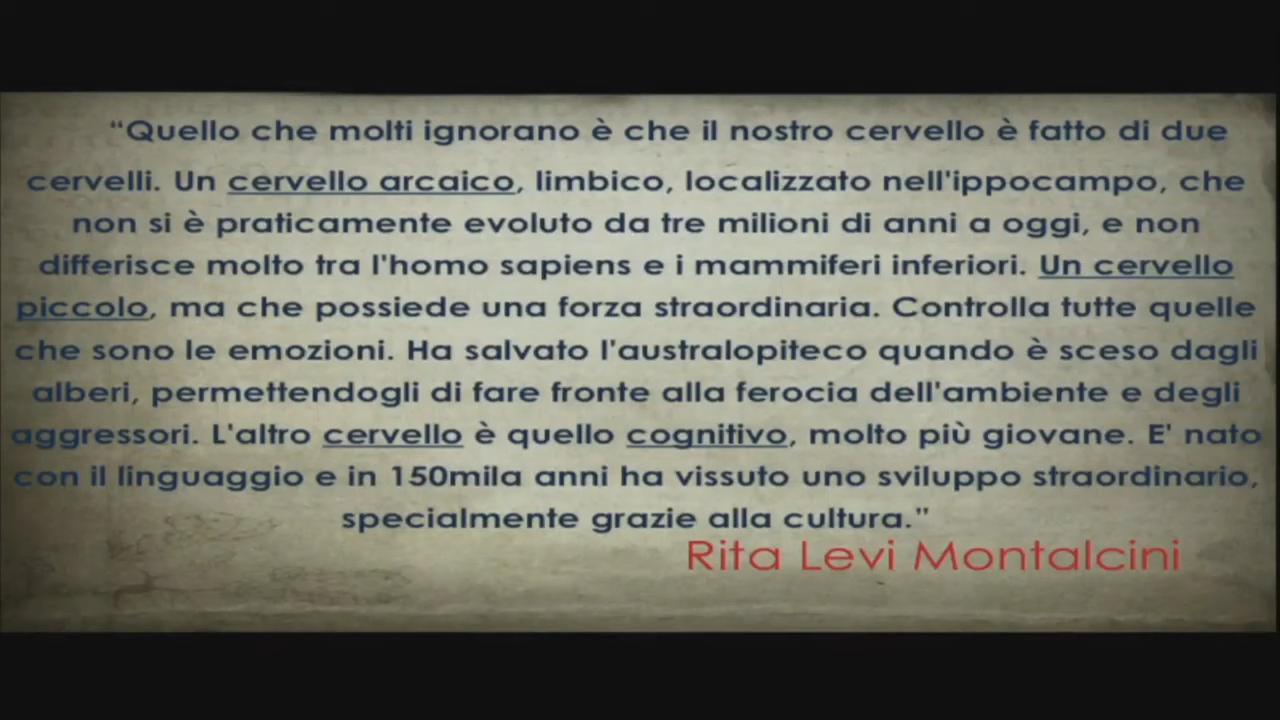 “Quello che molti ignorano è che il nostro cervello è fatto di due
cervelli. Un cervello arcaico, limbico, localizzato nell'ippocampo, che
non si è praticamente evoluto da tre milioni di anni a oggi, e non
differisce molto tra l'homo sapiens e i mammiferi inferiori. Un cervello
piccolo, ma che possiede una forza straordinaria. Controlla tutte quelle
che sono le emozioni. Ha salvato l'australopiteco quando è sceso dagli
alberi, permettendogli di fare fronte alla ferocia dell'ambiente e degli
aggressori. L'altro cervello è quello cognitivo, molto più giovane. E' nato
con il linguaggio e in 150mila anni ha vissuto uno sviluppo straordinario,
specialmente grazie alla cultura.”
Rita Levi Montalcini